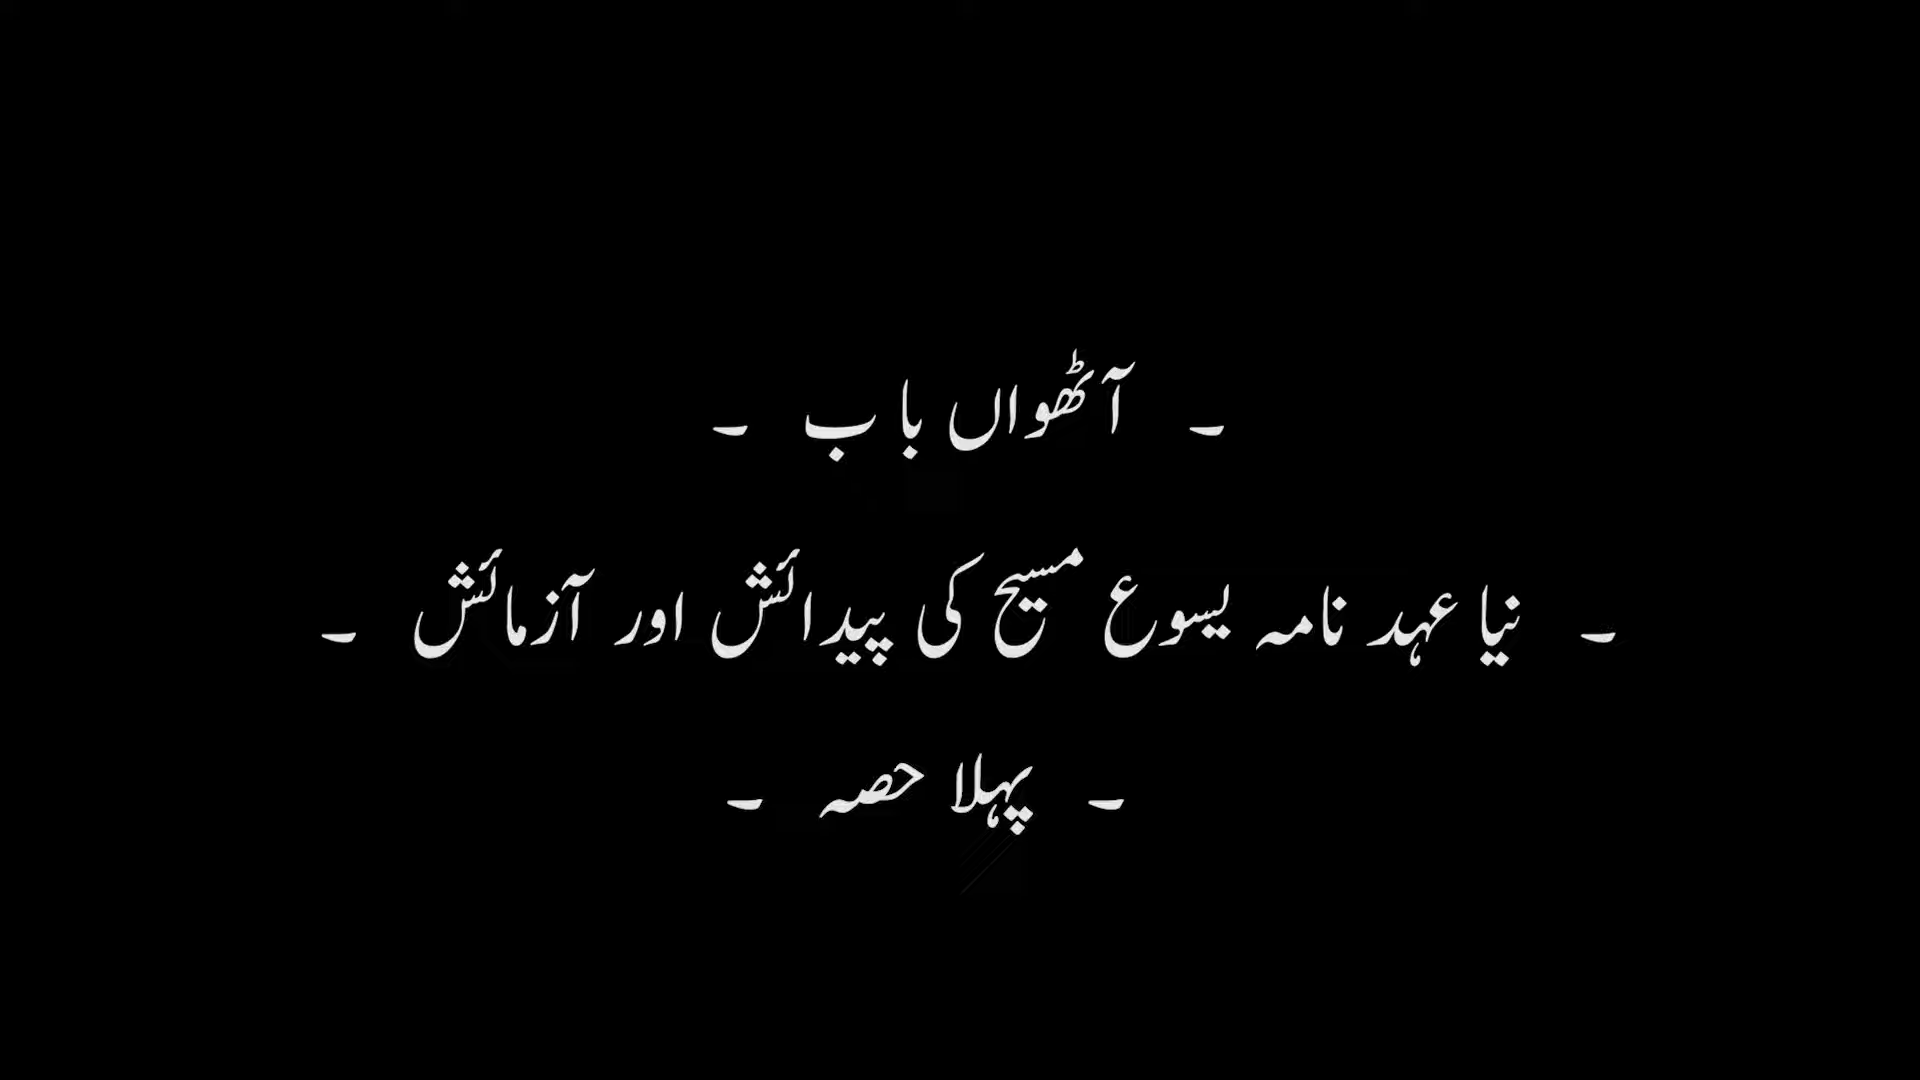 ۔ آٹھواں باب ۔
۔ نیا عہد نامہ یسوع مسیح کی پیدائش اور آزمائش ۔
۔ پہلا حصہ ۔